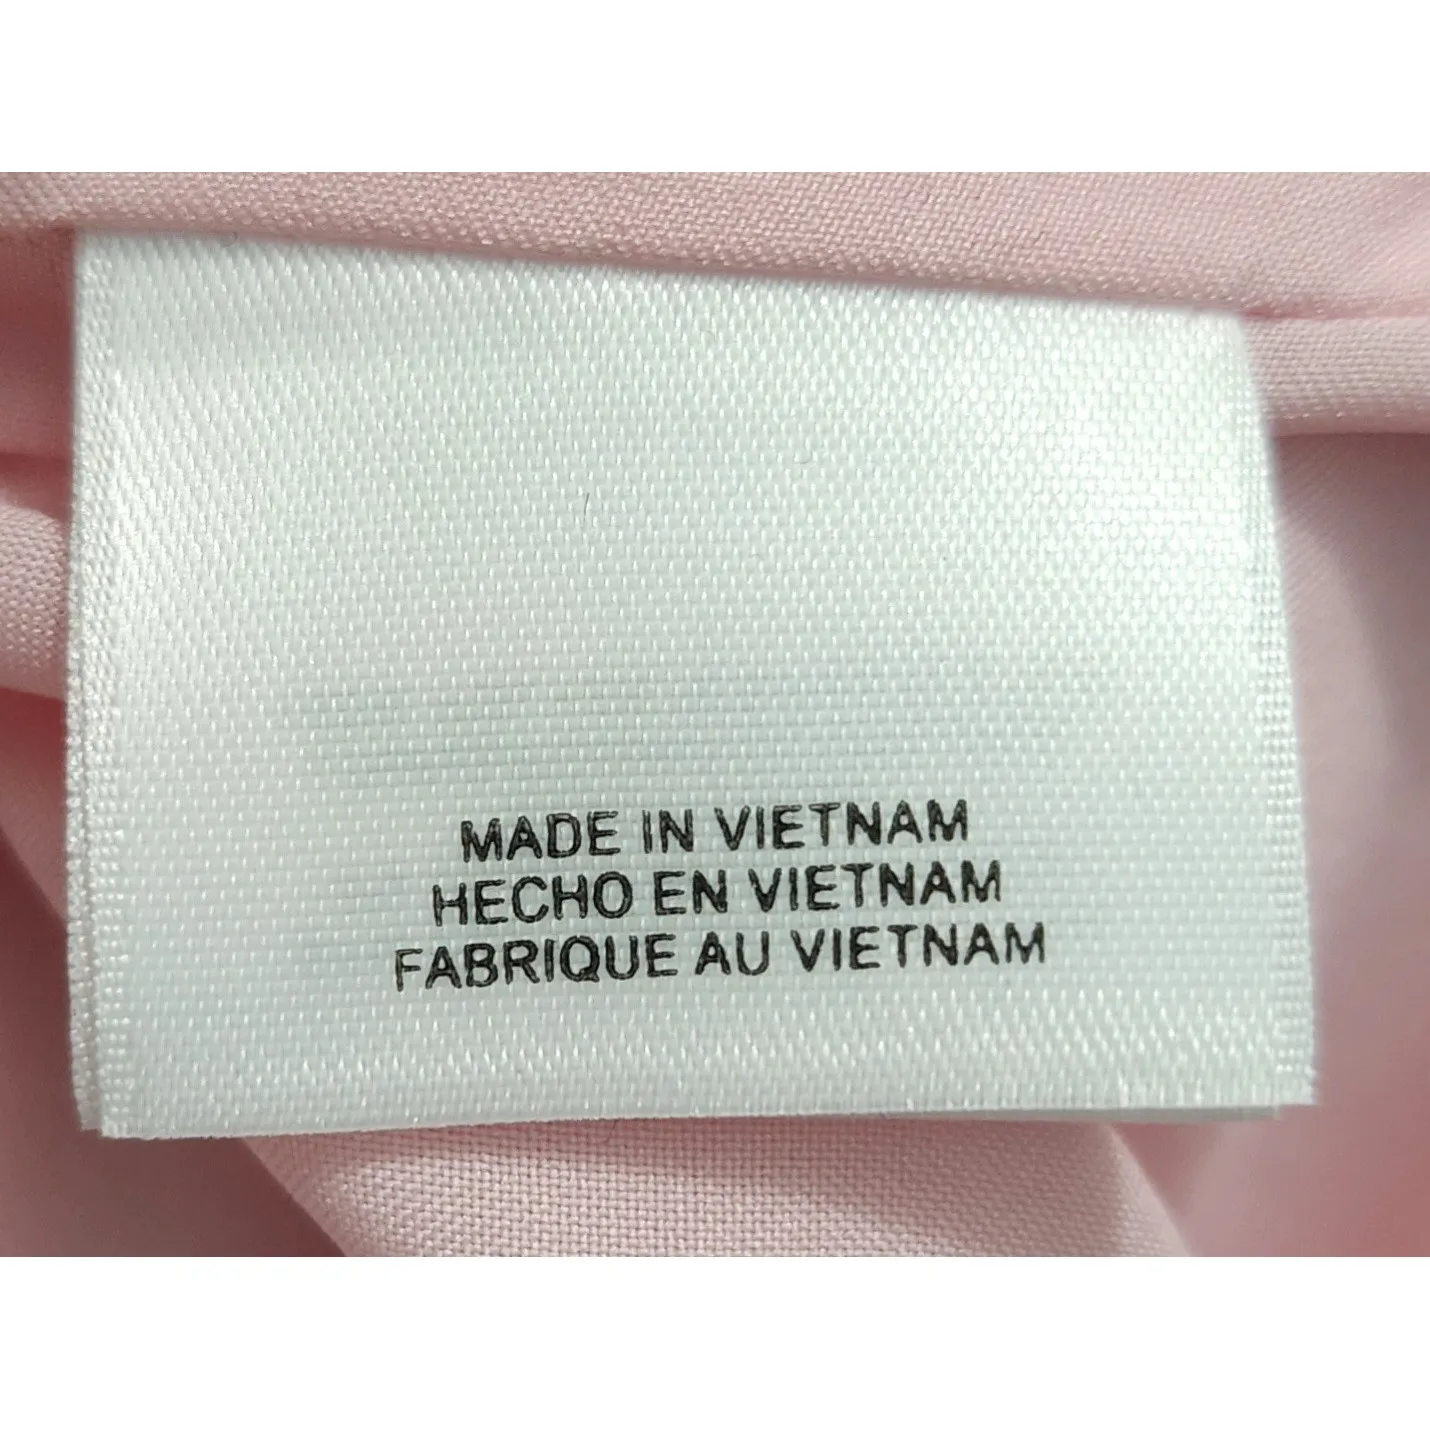 MADE IN VIETNAM
HECHO EN VIETNAM
FABRIQUE AU VIETNAM